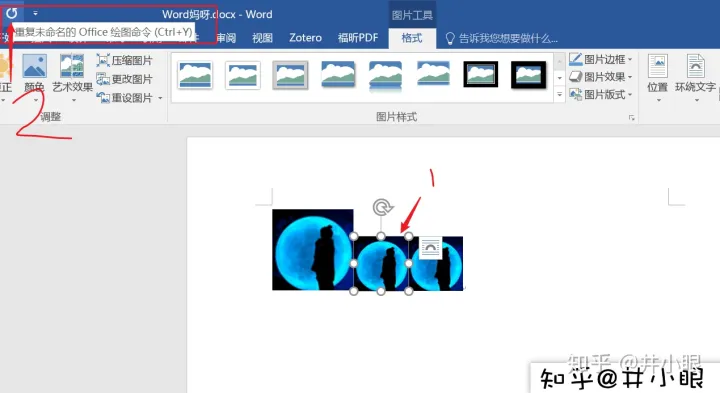 Word妈呀.docx - Word
图片工具
重复未命名的 Office 绘图命令 (Ctrl+Y)
审阅
视图
Zotero
福昕PDF
格式
告诉我您想要做什么...
正
颜色
艺术效果
压缩图片
更改图片
重设图片
图片边框
图片效果
图片版式
位置
环绕文字
调整
图片样式
2
1
知乎 @井小眼
知乎@井小眼